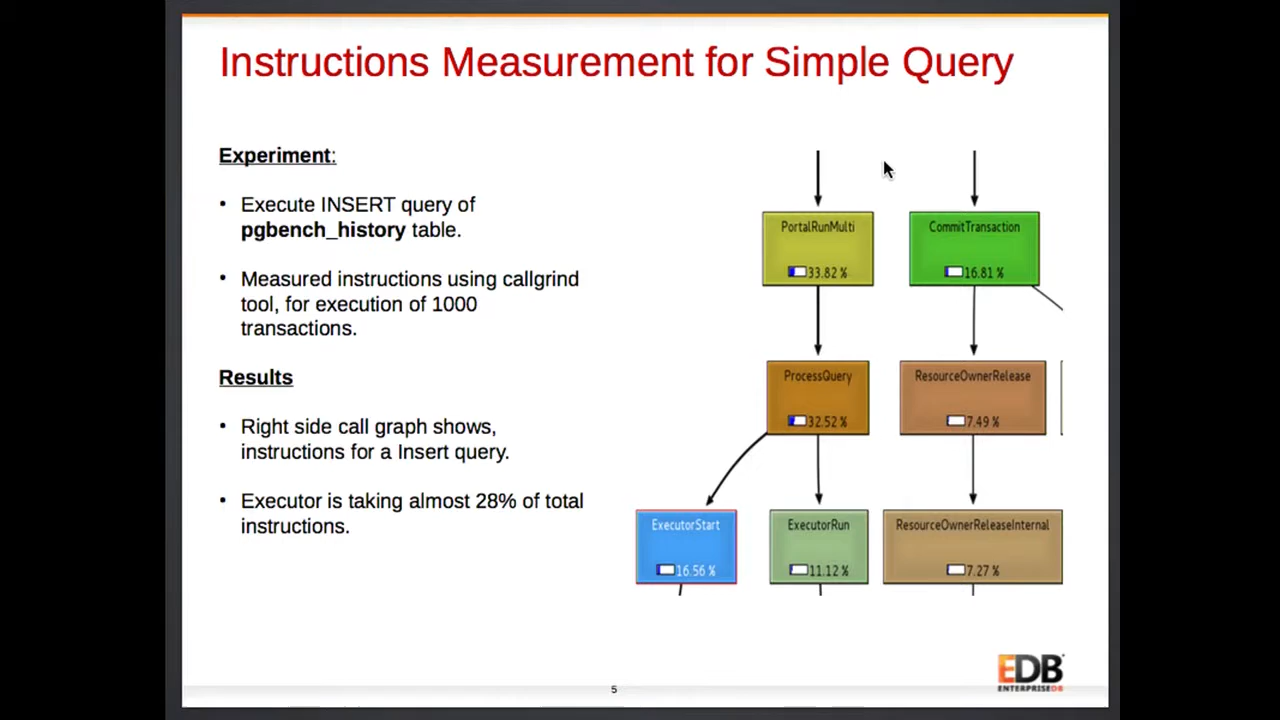 Instructions Measurement for Simple Query
Experiment:
• Execute INSERT query of
pgbench_history table.
• Measured instructions using callgrind
tool, for execution of 1000
transactions.
Results
• Right side call graph shows,
instructions for a Insert query.
• Executor is taking almost 28% of total
instructions.
PortalRunMulti
33.82 %
CommitTransaction
16.81 %
ProcessQuery
32.52 %
ResourceOwnerRelease
7.49 %
ExecutorStart
16.56 %
ExecutorRun
11.12 %
ResourceOwnerReleaseInternal
7.27 %
5
EDB
ENTERPRISEDB